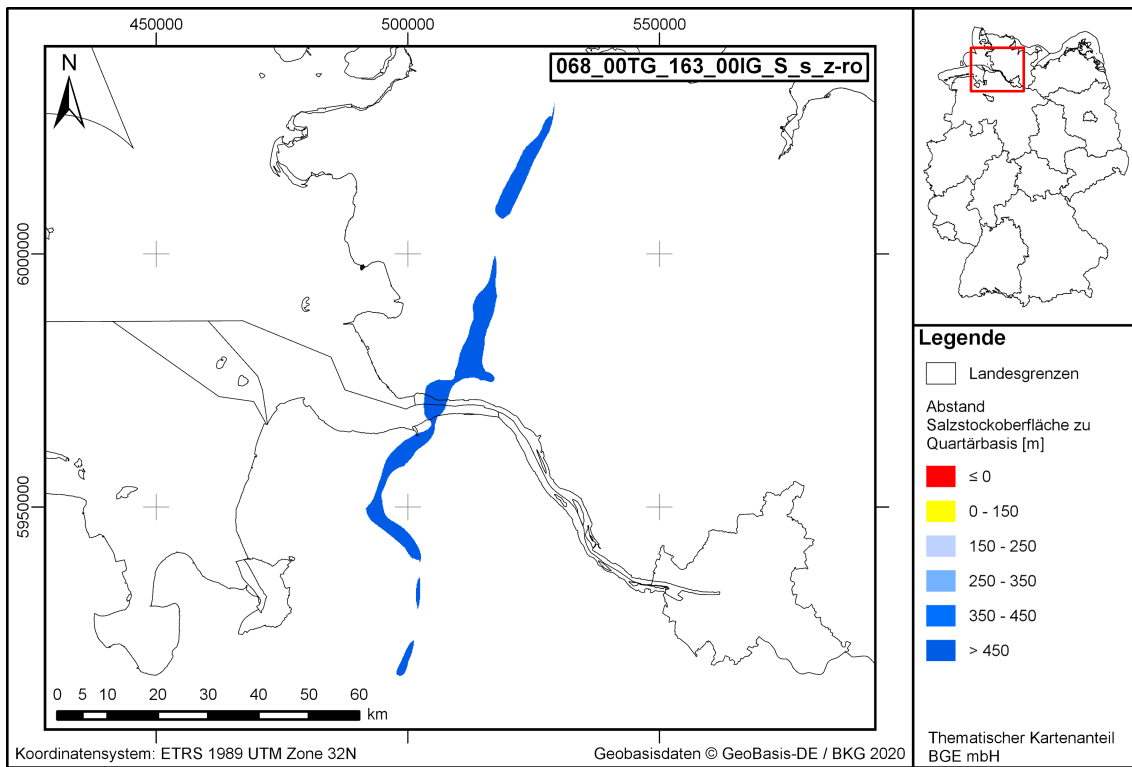 450000
500000
550000
N
068_00TG_163_00IG_S_s_z-ro
6000000
5950000
0 5 10 20 30 40 50 60
km
Koordinatensystem: ETRS 1989 UTM Zone 32N
Geobasisdaten © GeoBasis-DE / BKG 2020
Legende
Landesgrenzen
Abstand
Salzstockoberfläche zu
Quartärbasis [m]
≤ 0
0 - 150
150 - 250
250 - 350
350 - 450
> 450
Thematischer Kartenanteil
BGE mbH